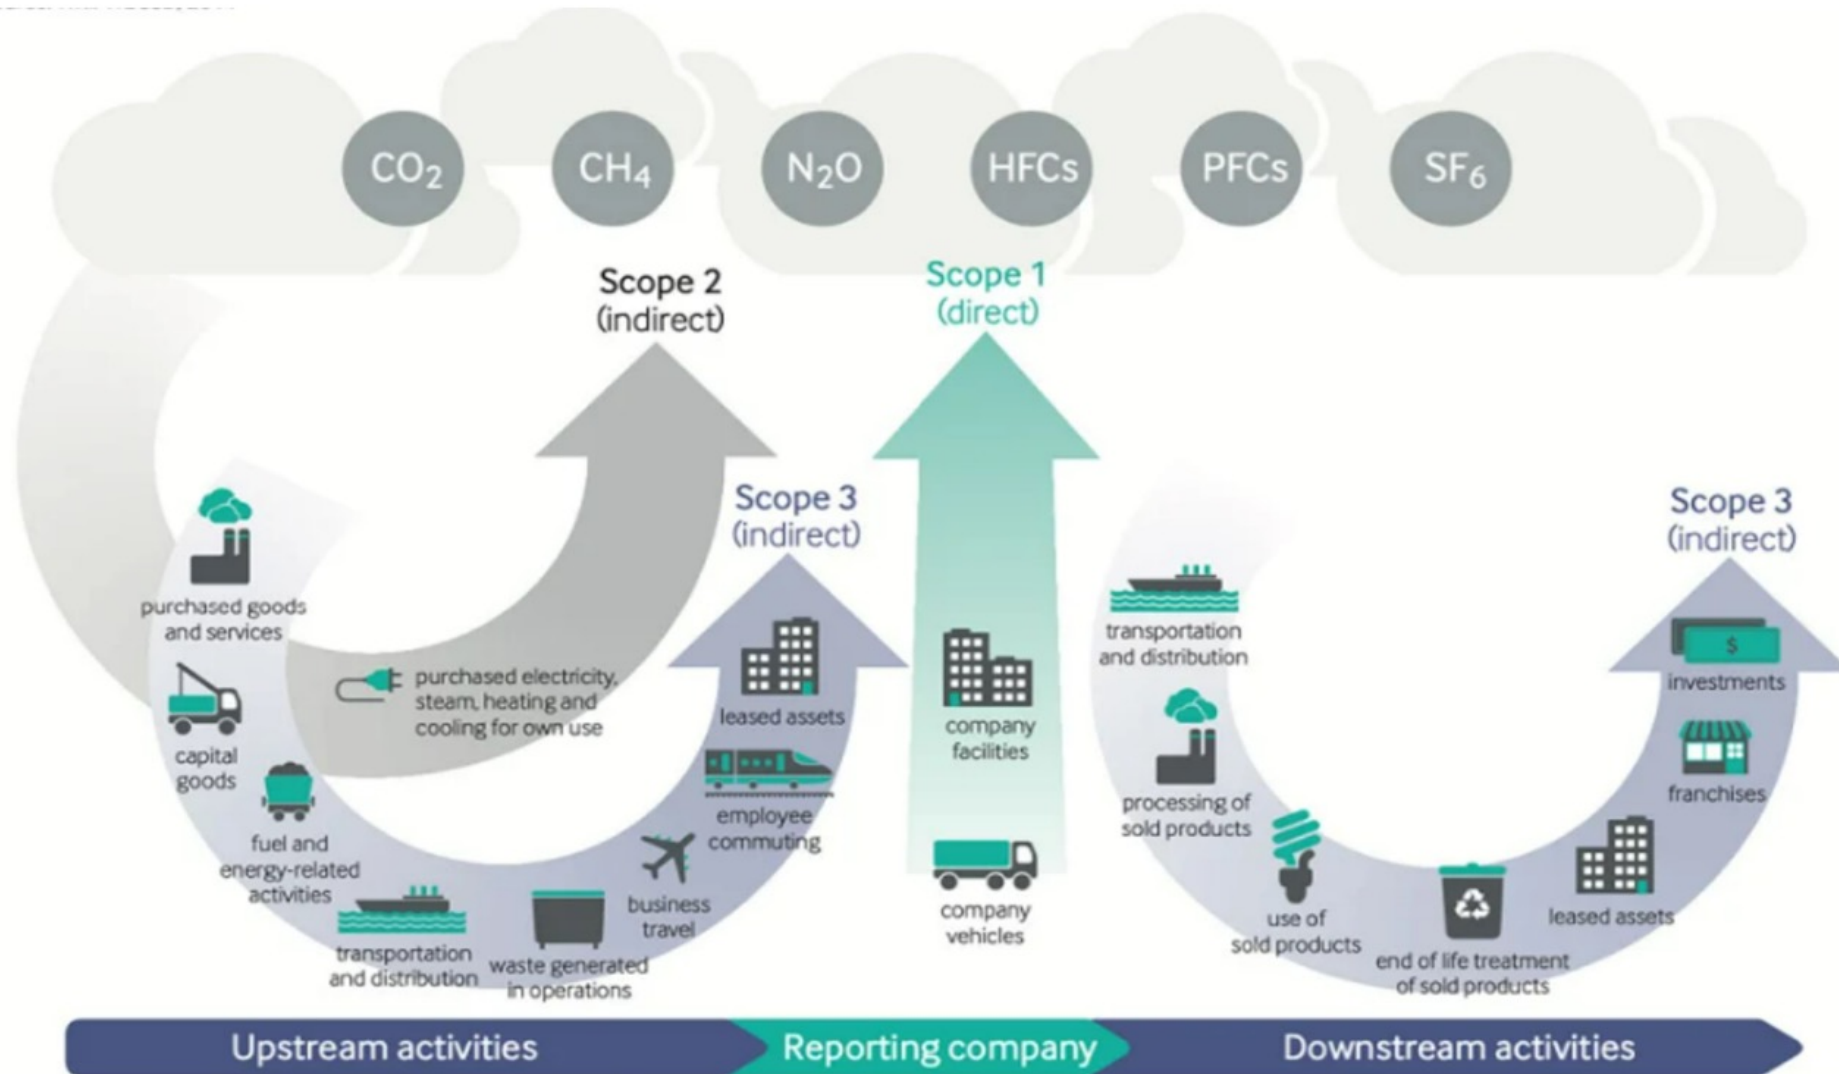 CO₂
CH₄
N₂O
HFCs
PFCs
SF₆
Scope 2
(indirect)
Scope 1
(direct)
Scope 3
(indirect)
Scope 3
(indirect)
purchased goods
and services
capital
goods
fuel and
energy-related
activities
transportation
and distribution
waste generated
in operations
business
travel
employee
commuting
leased assets
purchased electricity,
steam, heating and
cooling for own use
company
facilities
company
vehicles
transportation
and distribution
processing of
sold products
use of
sold products
end of life treatment
of sold products
leased assets
franchises
investments
$
Upstream activities
Reporting company
Downstream activities